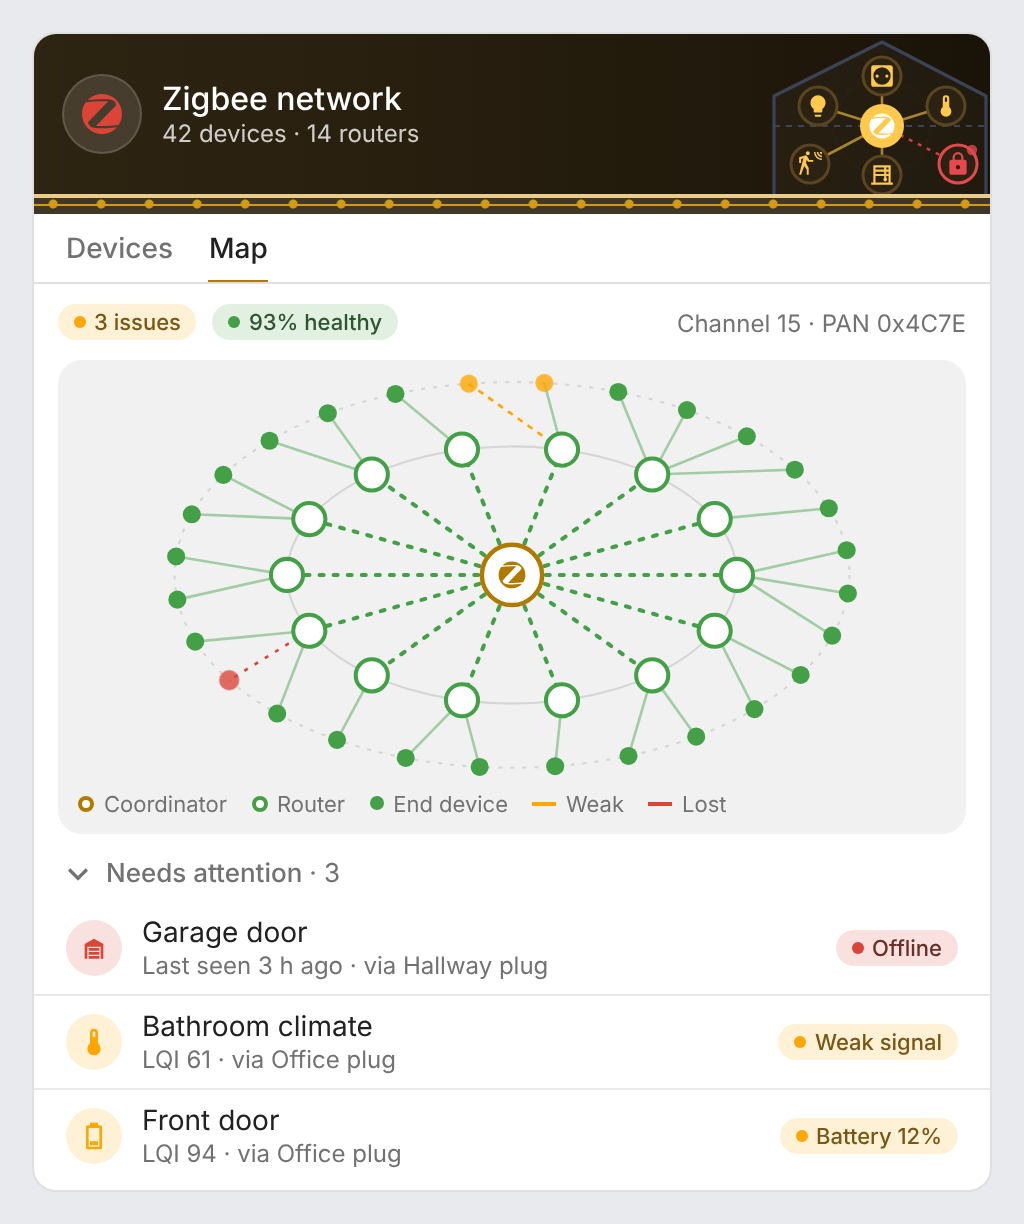 Zigbee network
42 devices · 14 routers
Devices
Map
3 issues
93% healthy
Channel 15 · PAN 0x4C7E
Coordinator
Router
End device
Weak
Lost
Needs attention · 3
Garage door
Last seen 3 h ago · via Hallway plug
Offline
Bathroom climate
LQI 61 · via Office plug
Weak signal
Front door
LQI 94 · via Office plug
Battery 12%